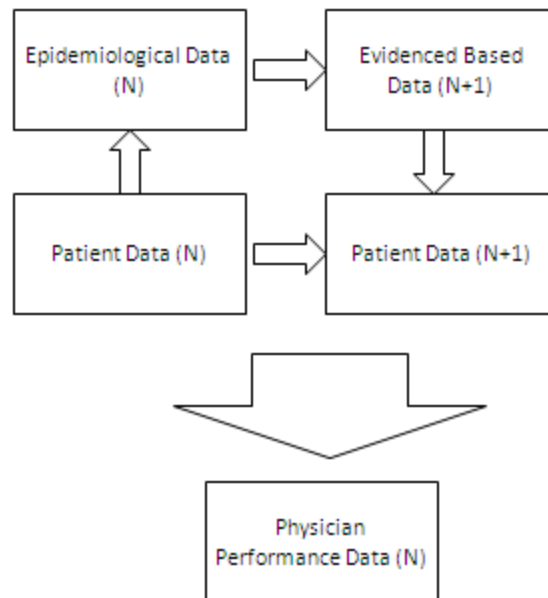 Epidemiological Data
(N)
Evidenced Based
Data (N+1)
Patient Data (N)
Patient Data (N+1)
Physician
Performance Data (N)